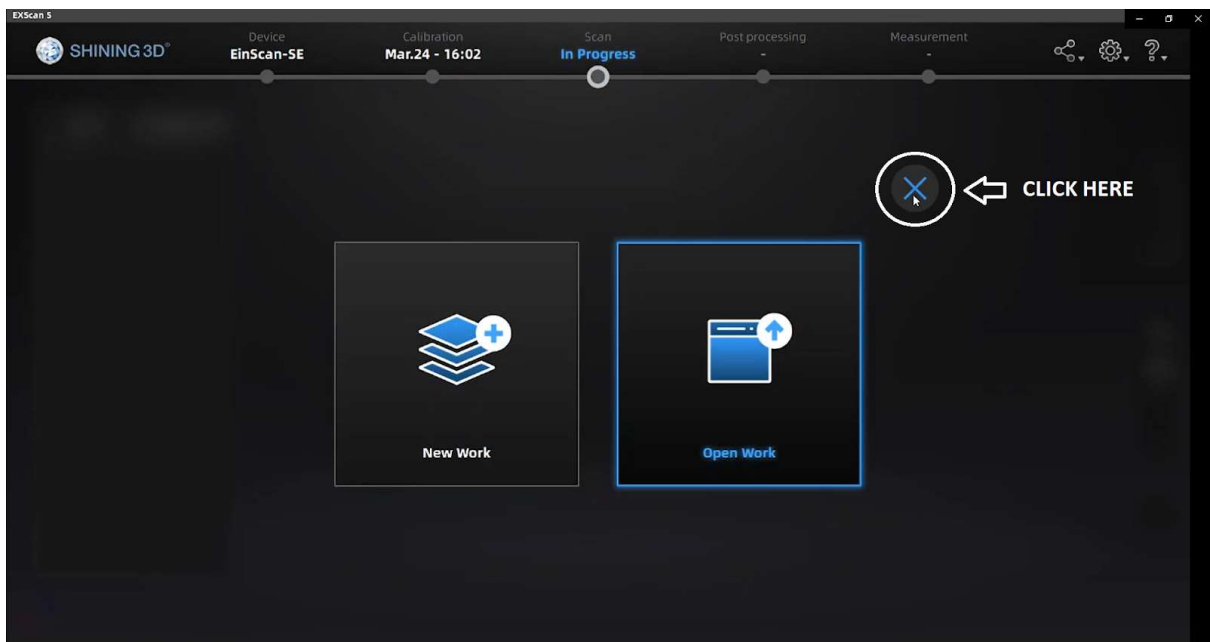 EXScan S
SHINING 3D®
Device
EinScan-SE
Calibration
Mar.24 - 16:02
Scan
In Progress
Post processing
-
Measurement
-
CLICK HERE
New Work
Open Work